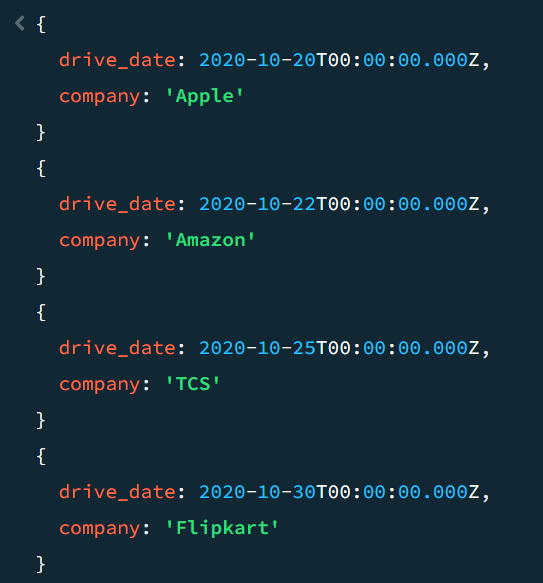 {
drive_date: 2020-10-20T00:00:00.000Z,
company: 'Apple'
}
{
drive_date: 2020-10-22T00:00:00.000Z,
company: 'Amazon'
}
{
drive_date: 2020-10-25T00:00:00.000Z,
company: 'TCS'
}
{
drive_date: 2020-10-30T00:00:00.000Z,
company: 'Flipkart'
}